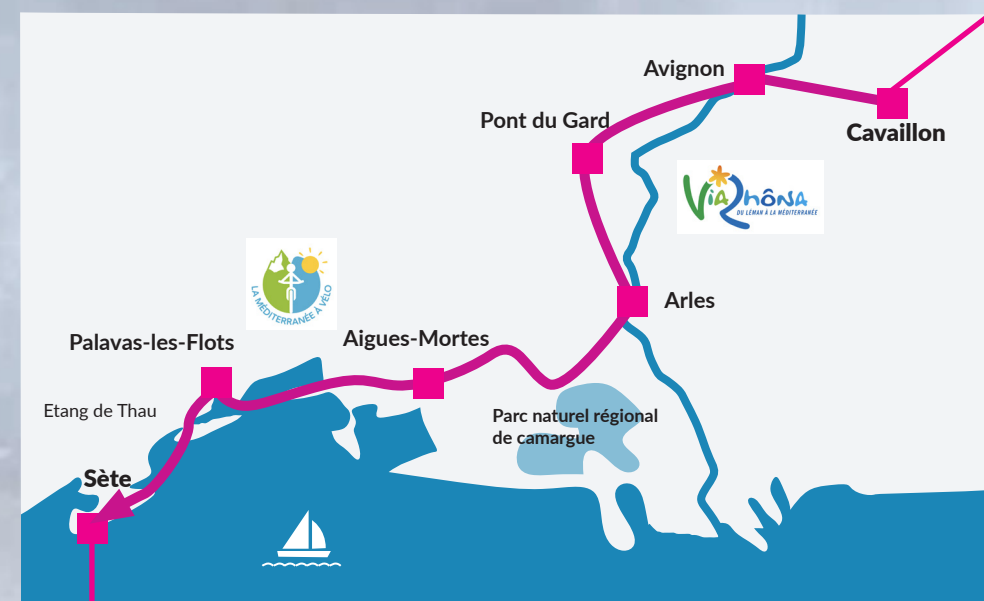 Avignon
Pont du Gard
Cavaillon
ViaRhôna
DU LÉMAN À LA MÉDITERRANÉE
Arles
LA MÉDITERRANÉE À VÉLO
Palavas-les-Flots
Aigues-Mortes
Etang de Thau
Parc naturel régional
de camargue
Sète